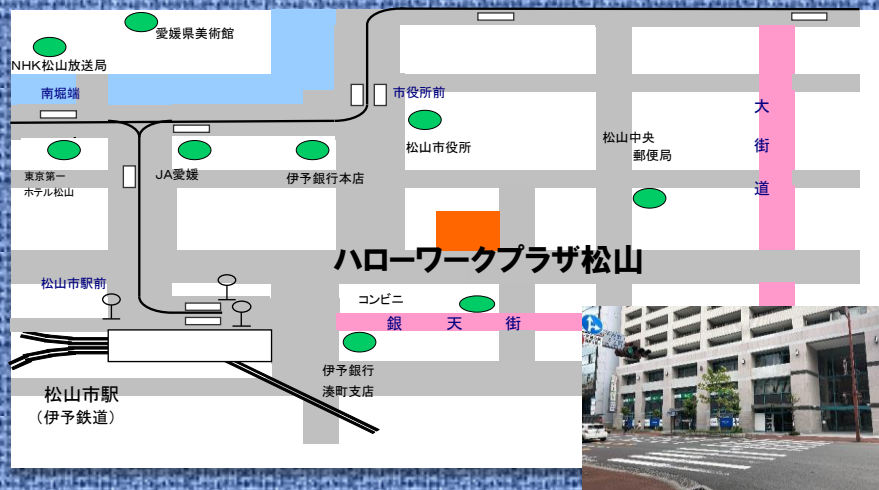 愛媛県美術館
NHK松山放送局
南堀端
市役所前
大街道
松山中央
郵便局
松山市役所
東京第一
ホテル松山
JA愛媛
伊予銀行本店
ハローワークプラザ松山
松山市駅前
コンビニ
銀天街
伊予銀行
湊町支店
松山市駅
（伊予鉄道）